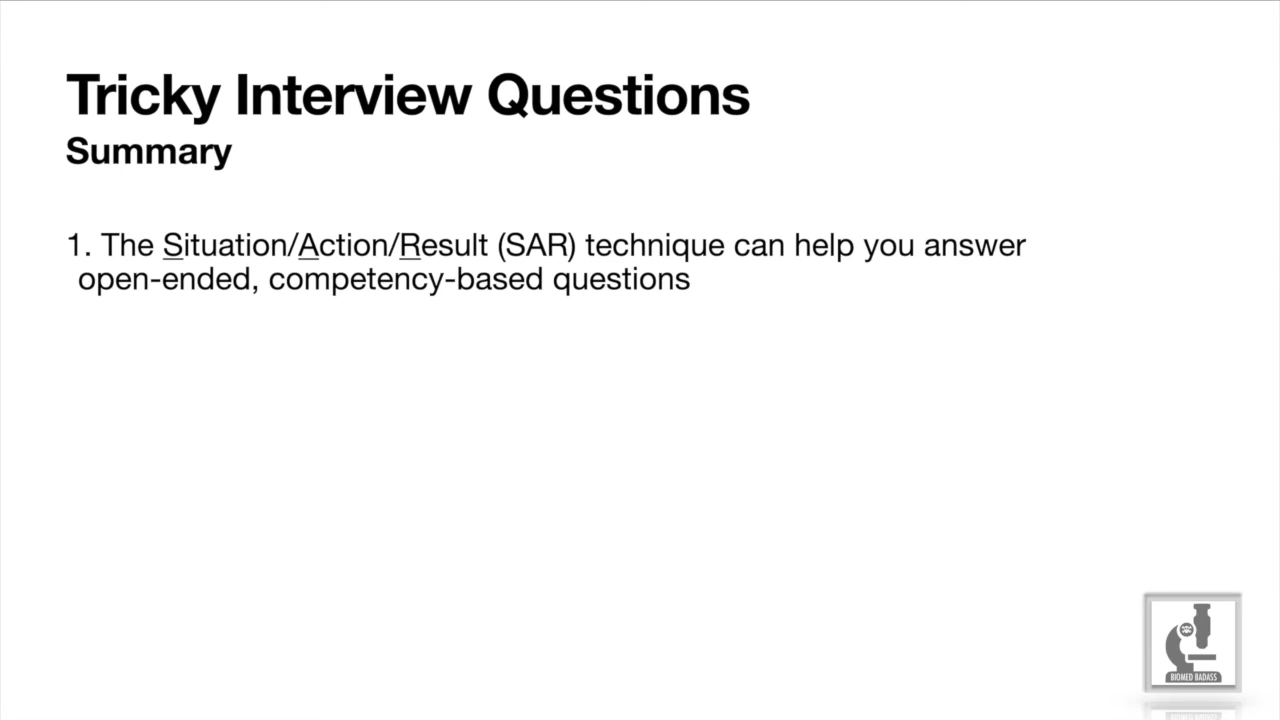 Tricky Interview Questions
Summary
1. The Situation/Action/Result (SAR) technique can help you answer
open-ended, competency-based questions
BIOMED BADASS